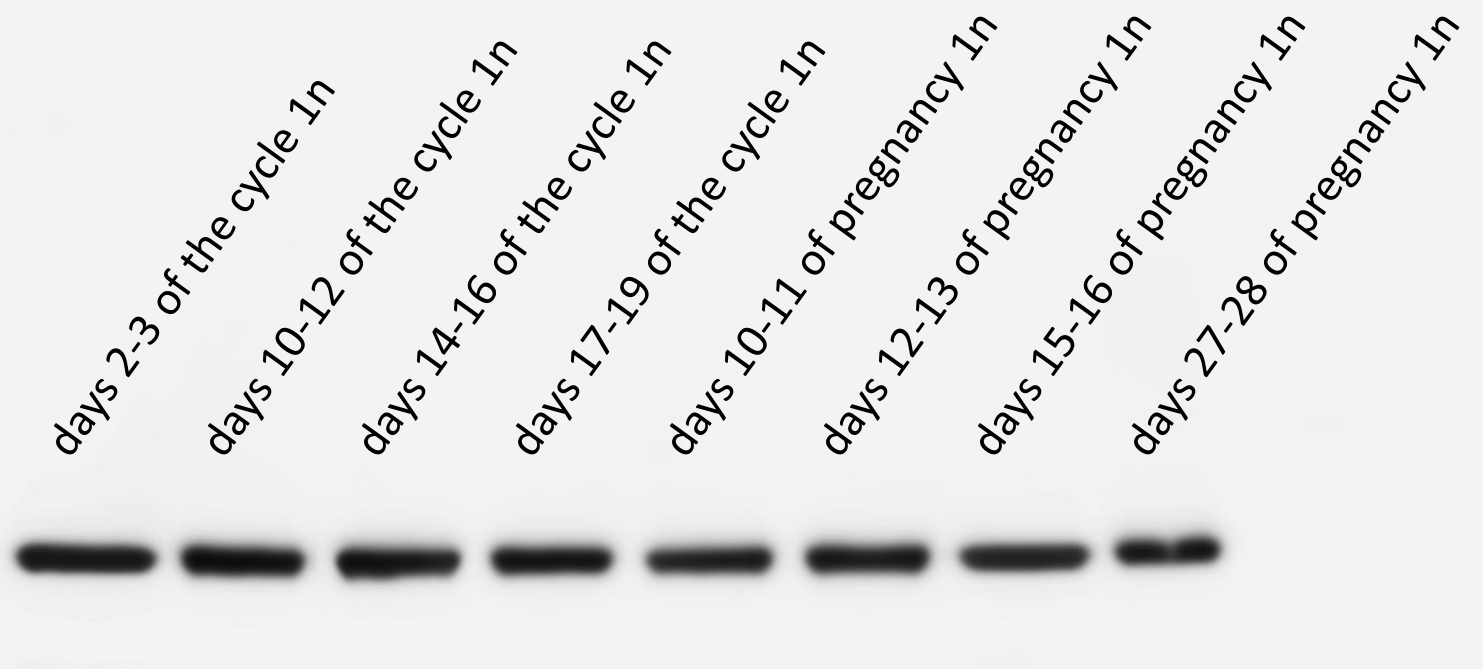 days 2-3 of the cycle 1n
days 10-12 of the cycle 1n
days 14-16 of the cycle 1n
days 17-19 of the cycle 1n
days 10-11 of pregnancy 1n
days 12-13 of pregnancy 1n
days 15-16 of pregnancy 1n
days 27-28 of pregnancy 1n